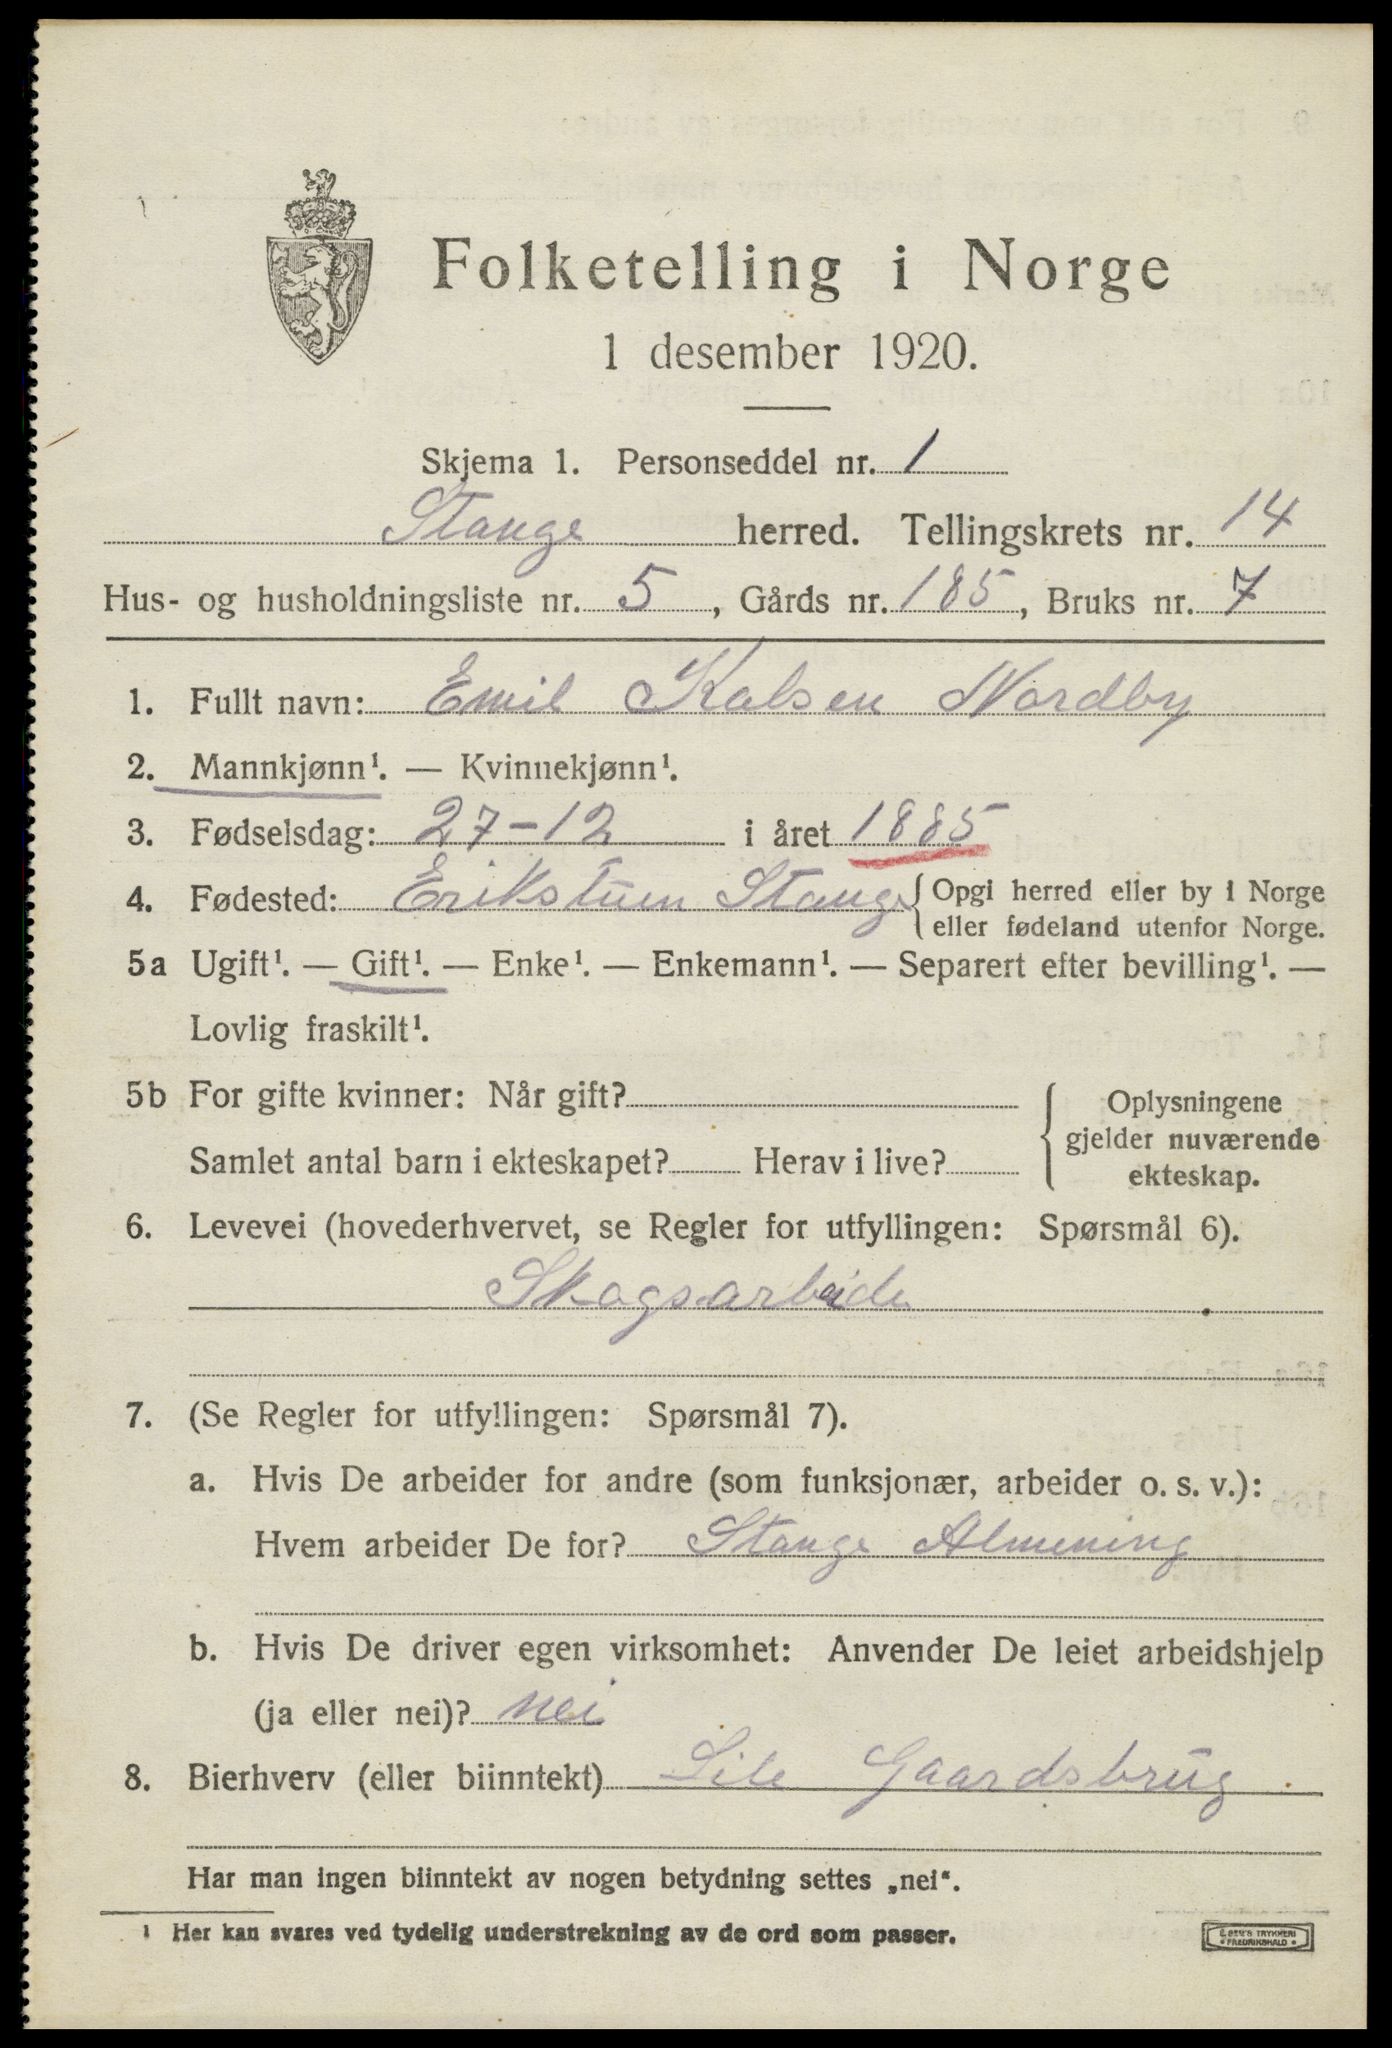 Folketelling i Norge
1 desember 1920.
Skjema 1. Personseddel nr. 1
Stange herred. Tellingskrets nr. 14
Hus- og husholdningsliste nr. 5, Gårds nr. 185, Bruks nr. 7
1. Fullt navn: Emil Kalsen Nordby
2. Mannkjønn¹. — Kvinnekjønn¹.
3. Fødselsdag: 27-12 i året 1885
4. Fødested: Erikstuen Stange { Opgi herred eller by i Norge
eller fødeland utenfor Norge.
5a Ugift¹. — Gift¹. — Enke¹. — Enkemann¹. — Separert efter bevilling¹. —
Lovlig fraskilt¹.
5b For gifte kvinner: Når gift?
Samlet antal barn i ekteskapet? Herav i live?
{ Oplysningene
gjelder nuværende
ekteskap.
6. Levevei (hovederhvervet, se Regler for utfyllingen: Spørsmål 6).
Skogsarbeider
7. (Se Regler for utfyllingen: Spørsmål 7).
a. Hvis De arbeider for andre (som funksjonær, arbeider o. s. v.):
Hvem arbeider De for? Stange Almening
b. Hvis De driver egen virksomhet: Anvender De leiet arbeidshjelp
(ja eller nei)? nei
8. Bierhverv (eller biinntekt) Lite Gaardsbrug
Har man ingen biinntekt av nogen betydning settes „nei“.
¹ Her kan svares ved tydelig understrekning av de ord som passer.
E. SEM'S TRYKKERI
FREDRIKSHALD